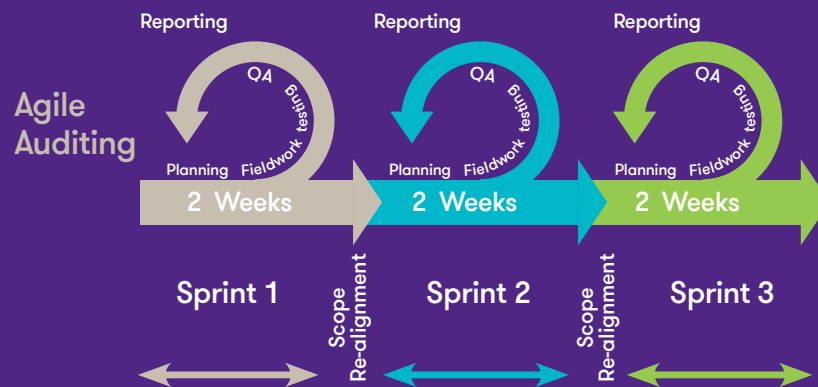 Agile
Auditing
Reporting
QA
Planning Fieldwork testing
2 Weeks
Sprint 1
Scope
Re-alignment
Reporting
QA
Planning Fieldwork testing
2 Weeks
Sprint 2
Scope
Re-alignment
Reporting
QA
Planning Fieldwork testing
2 Weeks
Sprint 3